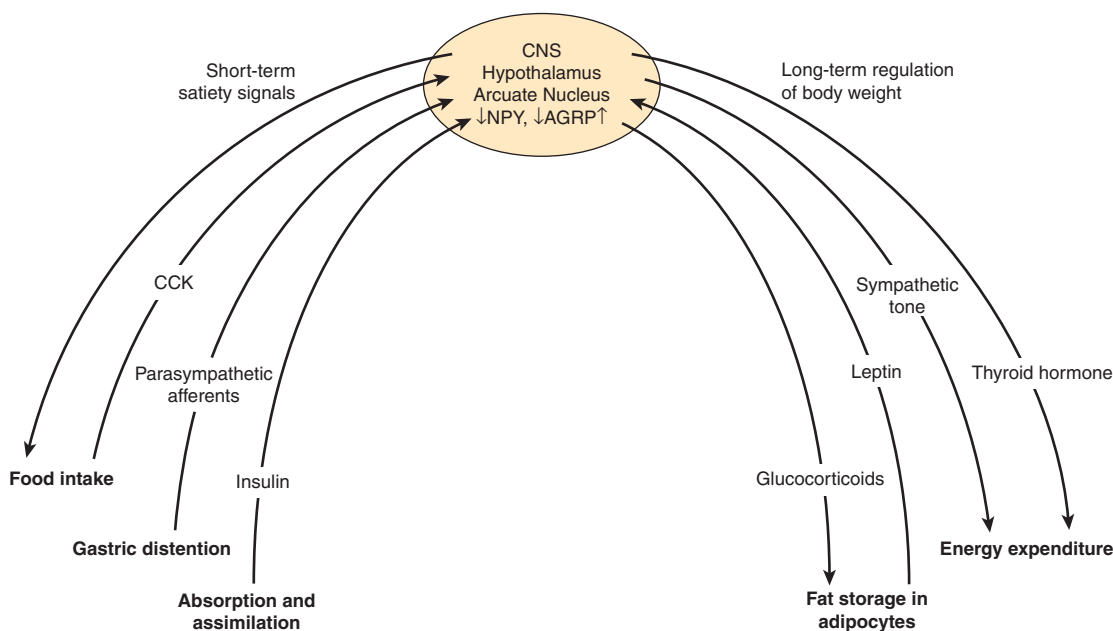 CNS
Hypothalamus
Arcuate Nucleus
↓NPY, ↓AGRP↑
Short-term
satiety signals
Long-term regulation
of body weight
CCK
Sympathetic
tone
Parasympathetic
afferents
Leptin
Thyroid hormone
Food intake
Insulin
Glucocorticoids
Gastric distention
Energy expenditure
Absorption and
assimilation
Fat storage in
adipocytes